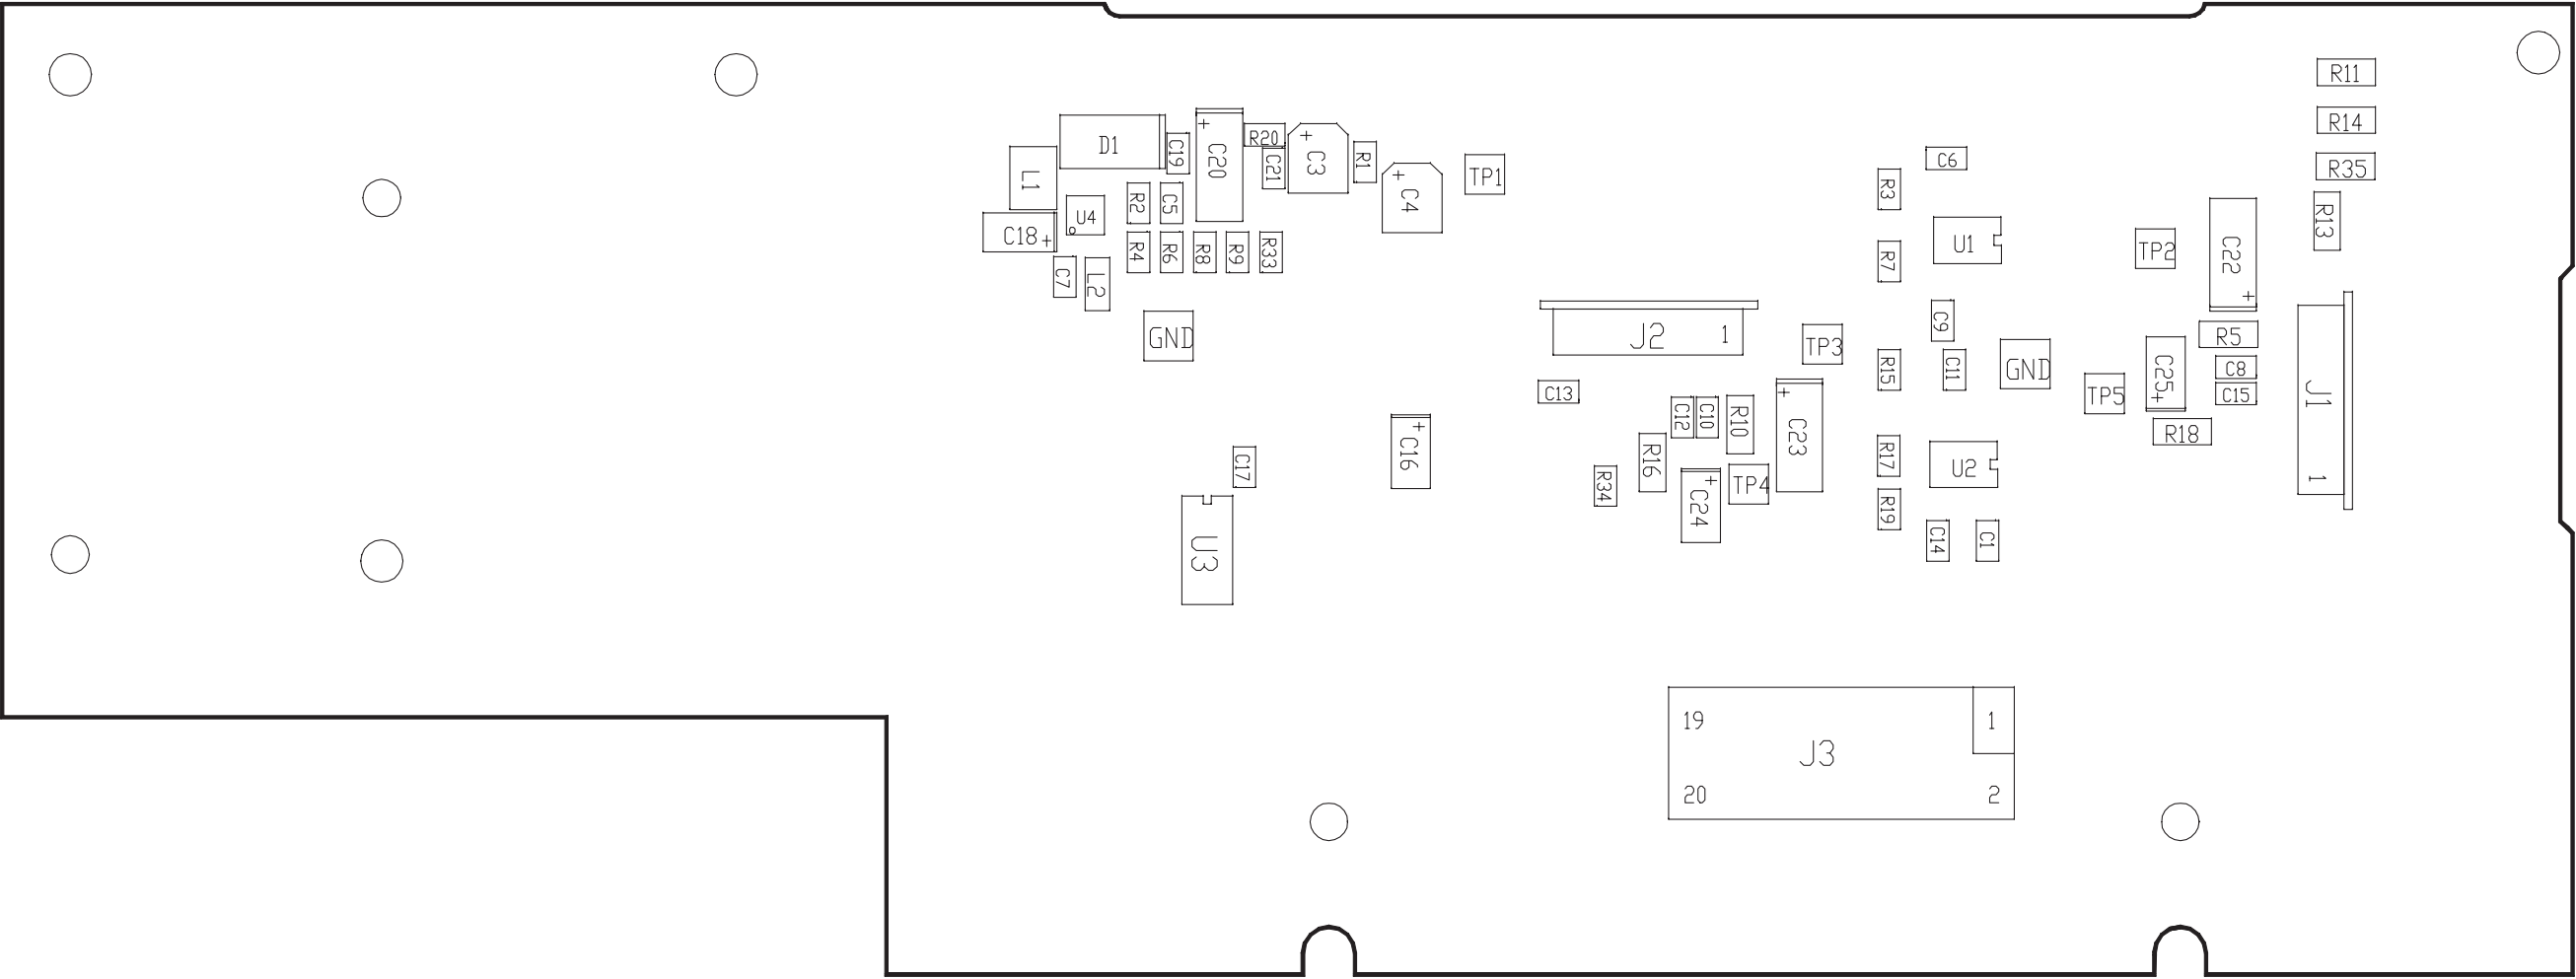 R11
R14
R35
R13
D1
C19
+
C20
R20
C21
+
C3
R1
+
C4
TP1
C6
R3
L1
U4
R2
C5
C18
+
R4
R6
R8
R9
R33
C7
L2
GND
U1
R7
TP2
C22
+
J2
1
TP3
C9
R5
GND
R15
C11
C25
+
C8
C15
TP5
J1
1
R18
C13
C12
C10
R10
+
C23
+
C16
C17
R16
R34
TP4
+
C24
R17
U2
R19
C14
C1
U3
19
1
J3
20
2